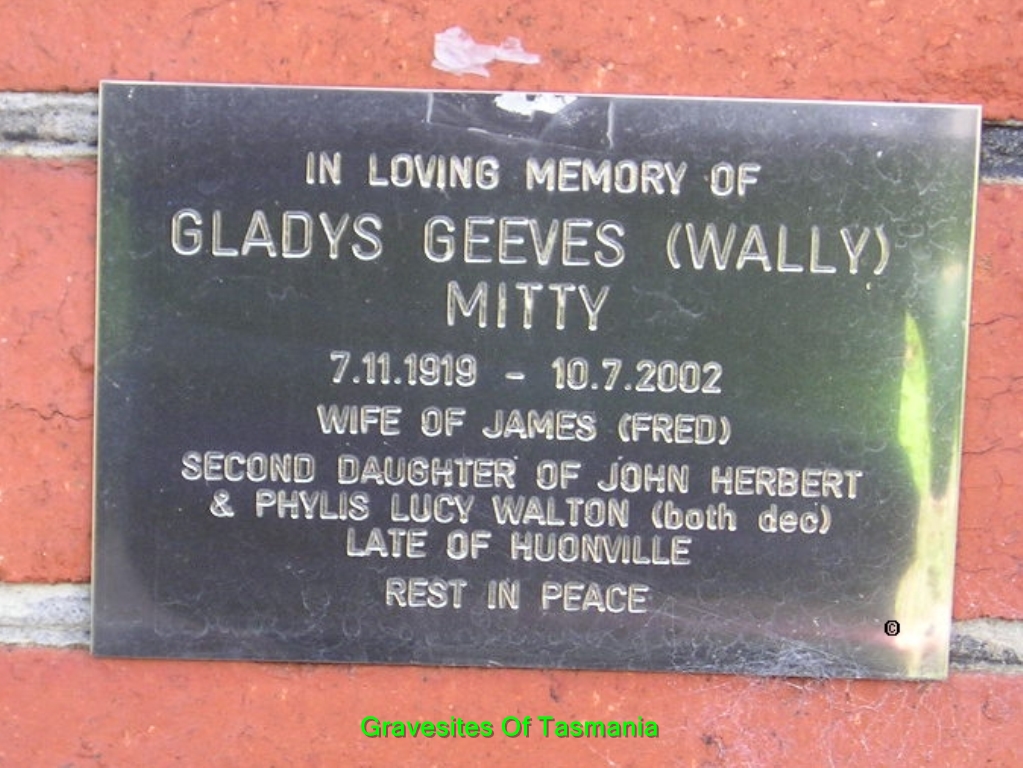 IN LOVING MEMORY OF
GLADYS GEEVES (WALLY)
MITTY
7.11.1919 – 10.7.2002
WIFE OF JAMES (FRED)
SECOND DAUGHTER OF JOHN HERBERT
& PHYLIS LUCY WALTON (both dec)
LATE OF HUONVILLE
REST IN PEACE
©
Gravesites Of Tasmania